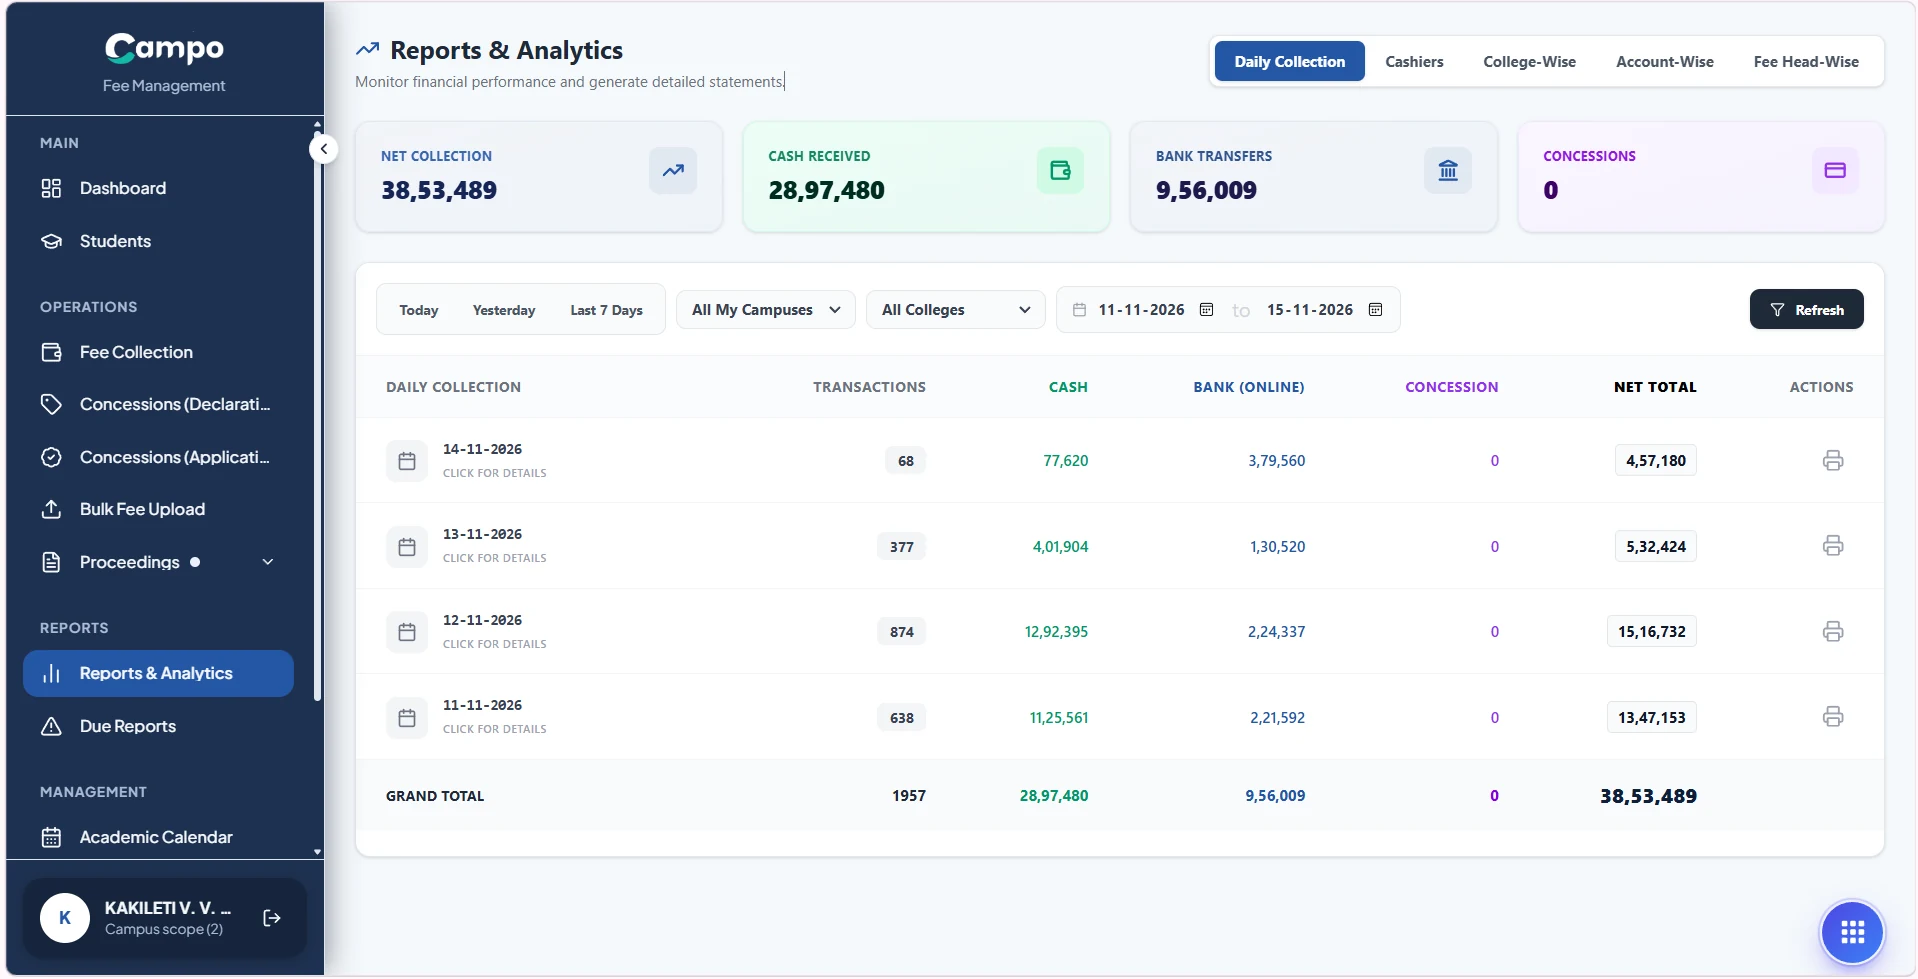 Campo
Fee Management
MAIN
Dashboard
Students
OPERATIONS
Fee Collection
Concessions (Declarati...
Concessions (Applicati...
Bulk Fee Upload
Proceedings
REPORTS
Reports & Analytics
Due Reports
MANAGEMENT
Academic Calendar
K
KAKILETI V. V. ...
Campus scope (2)
Reports & Analytics
Monitor financial performance and generate detailed statements.
Daily Collection Cashiers College-Wise Account-Wise Fee Head-Wise
NET COLLECTION
38,53,489
CASH RECEIVED
28,97,480
BANK TRANSFERS
9,56,009
CONCESSIONS
0
Today Yesterday Last 7 Days All My Campuses All Colleges 11-11-2026 to 15-11-2026 Refresh
DAILY COLLECTION TRANSACTIONS CASH BANK (ONLINE) CONCESSION NET TOTAL ACTIONS
14-11-2026
CLICK FOR DETAILS
68 77,620 3,79,560 0 4,57,180
13-11-2026
CLICK FOR DETAILS
377 4,01,904 1,30,520 0 5,32,424
12-11-2026
CLICK FOR DETAILS
874 12,92,395 2,24,337 0 15,16,732
11-11-2026
CLICK FOR DETAILS
638 11,25,561 2,21,592 0 13,47,153
GRAND TOTAL 1957 28,97,480 9,56,009 0 38,53,489